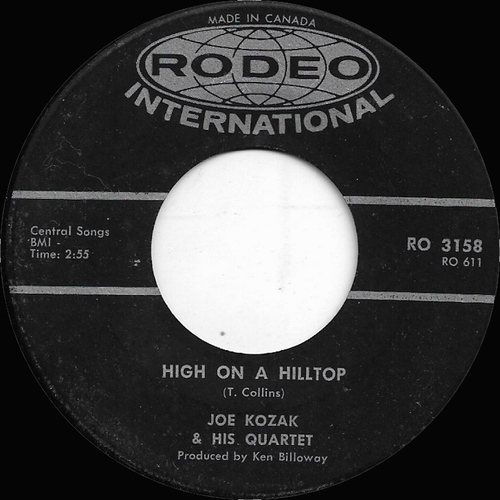 MADE IN CANADA
RODEO
INTERNATIONAL
Central Songs
BMI -
Time: 2:55
RO 3158
RO 611
HIGH ON A HILLTOP
(T. Collins)
JOE KOZAK
& HIS QUARTET
Produced by Ken Billoway